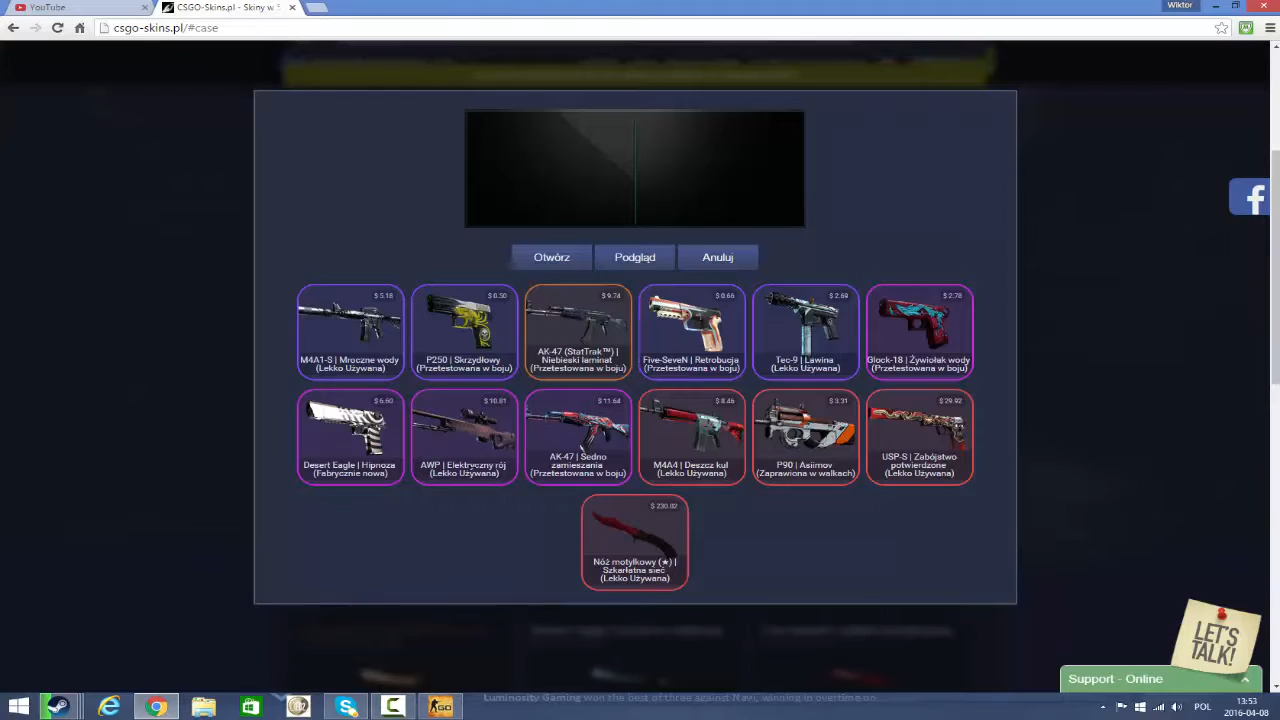 YouTube
CSGO-Skins.pl - Skiny w S
Wiktor
csgo-skins.pl/#case
Otwórz
Podgląd
Anuluj
$ 5.18
M4A1-S | Mroczne wody
(Lekko Używana)
$ 0.50
P250 | Skrzydłowy
(Przetestowana w boju)
$ 9.74
AK-47 (StatTrak™) |
Niebieski laminat
(Przetestowana w boju)
$ 0.66
Five-SeveN | Retrobucja
(Przetestowana w boju)
$ 2.69
Tec-9 | Lawina
(Lekko Używana)
$ 2.78
Glock-18 | Żywiołak wody
(Przetestowana w boju)
$ 6.60
Desert Eagle | Hipnoza
(Fabrycznie nowa)
$ 10.81
AWP | Elektryczny rój
(Lekko Używana)
$ 11.64
AK-47 | Sedno
zamieszania
(Przetestowana w boju)
$ 8.46
M4A4 | Deszcz kul
(Lekko Używana)
$ 3.31
P90 | Asiimov
(Zaprawiona w walkach)
$ 29.92
USP-S | Zabójstwo
potwierdzone
(Lekko Używana)
$ 230.02
Nóż motylkowy (★) |
Szkarłatna sieć
(Lekko Używana)
LET'S
TALK!
Support - Online
Luminosity Gaming won the best of three against Navi, winning in overtime on
GO
POL
13:53
2016-04-08